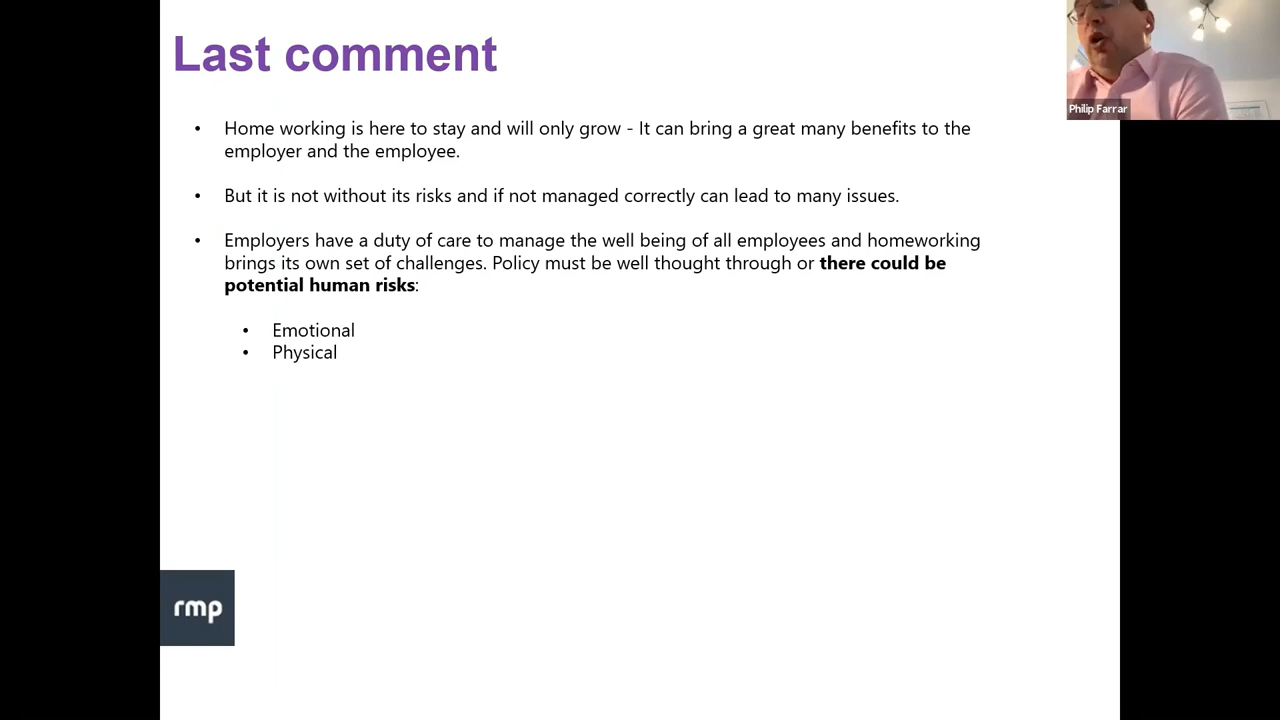 Last comment
Philip Farrar
• Home working is here to stay and will only grow - It can bring a great many benefits to the
employer and the employee.
• But it is not without its risks and if not managed correctly can lead to many issues.
• Employers have a duty of care to manage the well being of all employees and homeworking
brings its own set of challenges. Policy must be well thought through or there could be
potential human risks:
• Emotional
• Physical
rmp